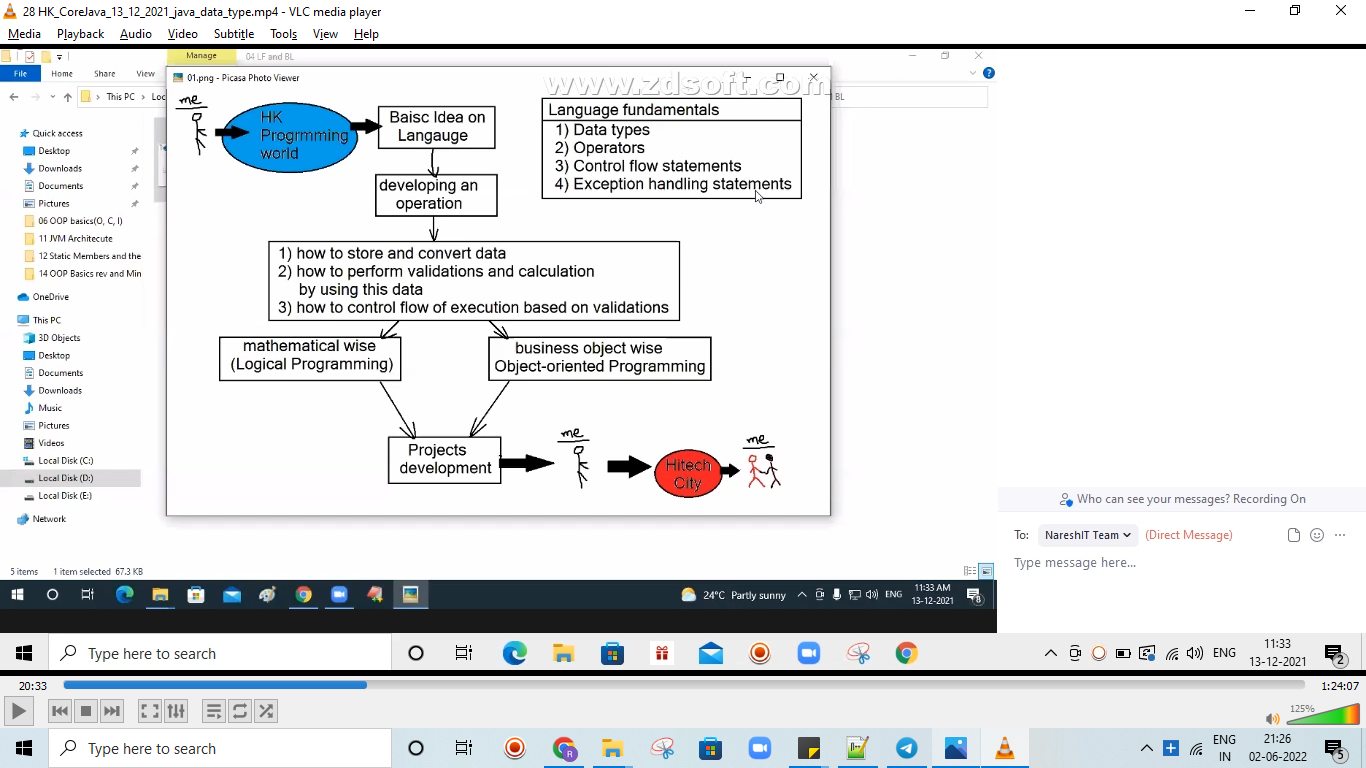 28 HK_CoreJava_13_12_2021_java_data_type.mp4 - VLC media player
Media Playback Audio Video Subtitle Tools View Help
Manage 04 LF and BL
File Home Share View
01.png - Picasa Photo Viewer
www.zdsoft.com
This PC Loc
BL
Quick access
Desktop
Downloads
Documents
Pictures
06 OOP basics(O, C, I)
11 JVM Architecute
12 Static Members and the
14 OOP Basics rev and Min
OneDrive
This PC
3D Objects
Desktop
Documents
Downloads
Music
Pictures
Videos
Local Disk (C:)
Local Disk (D:)
Local Disk (E:)
Network
me
HK
Progrmming
world
Baisc Idea on
Langauge
Language fundamentals
1) Data types
2) Operators
3) Control flow statements
4) Exception handling statements
developing an
operation
1) how to store and convert data
2) how to perform validations and calculation
by using this data
3) how to control flow of execution based on validations
mathematical wise
(Logical Programming)
business object wise
Object-oriented Programming
Projects
development
me
Hitech
City
me
5 items 1 item selected 67.3 KB
24°C Partly sunny ENG 11:33 AM
13-12-2021
8
Who can see your messages? Recording On
To: NareshIT Team (Direct Message)
Type message here...
Type here to search
ENG 11:33
13-12-2021
2
20:33 1:24:07
125%
Type here to search
ENG
IN
21:26
02-06-2022
5